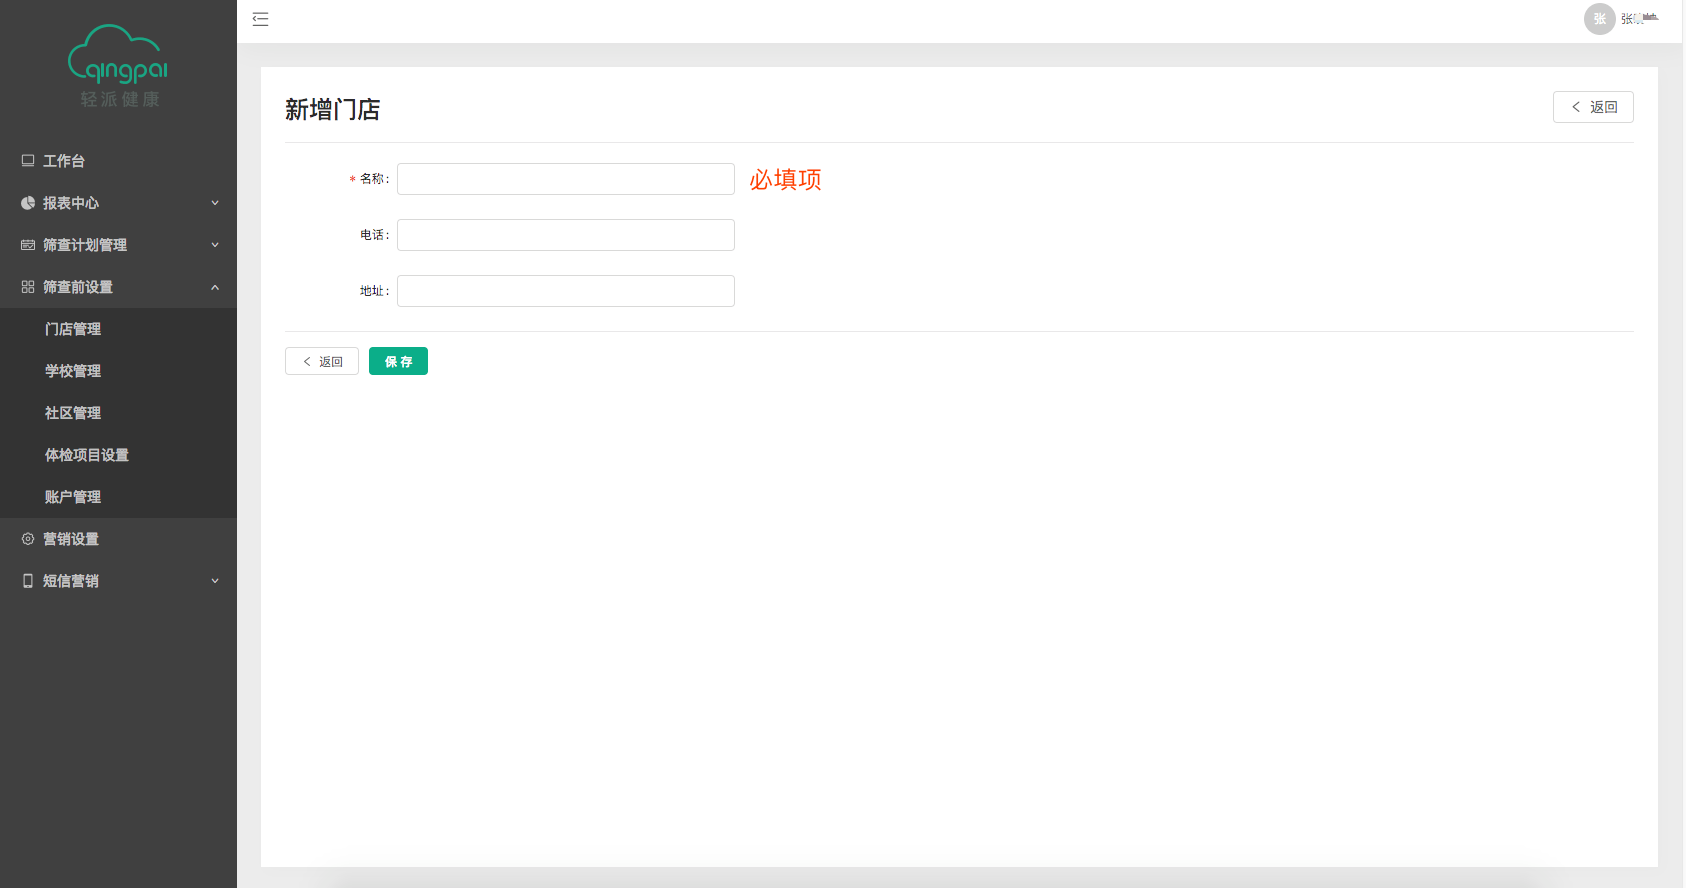 qingpai
轻派健康
工作台
报表中心
筛查计划管理
筛查前设置
门店管理
学校管理
社区管理
体检项目设置
账户管理
营销设置
短信营销
张
张
新增门店
返回
* 名称:
必填项
电话:
地址:
返回
保 存